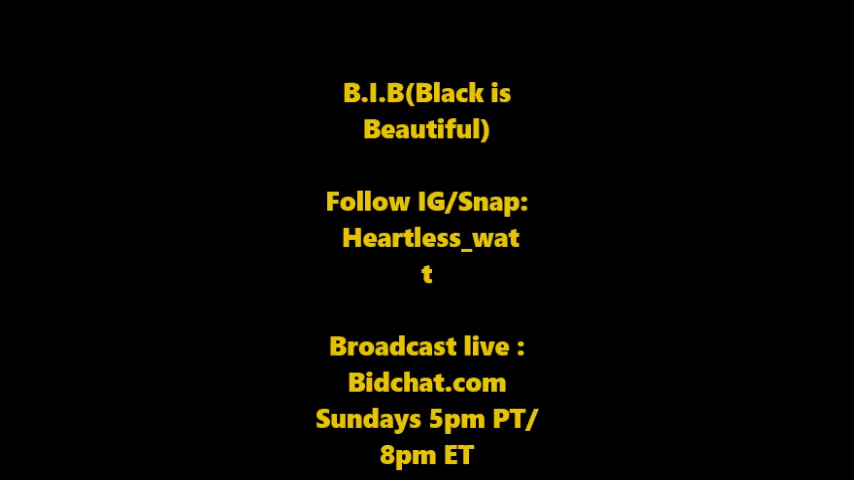 B.I.B(Black is
Beautiful)
Follow IG/Snap:
Heartless_wat
t
Broadcast live :
Bidchat.com
Sundays 5pm PT/
8pm ET